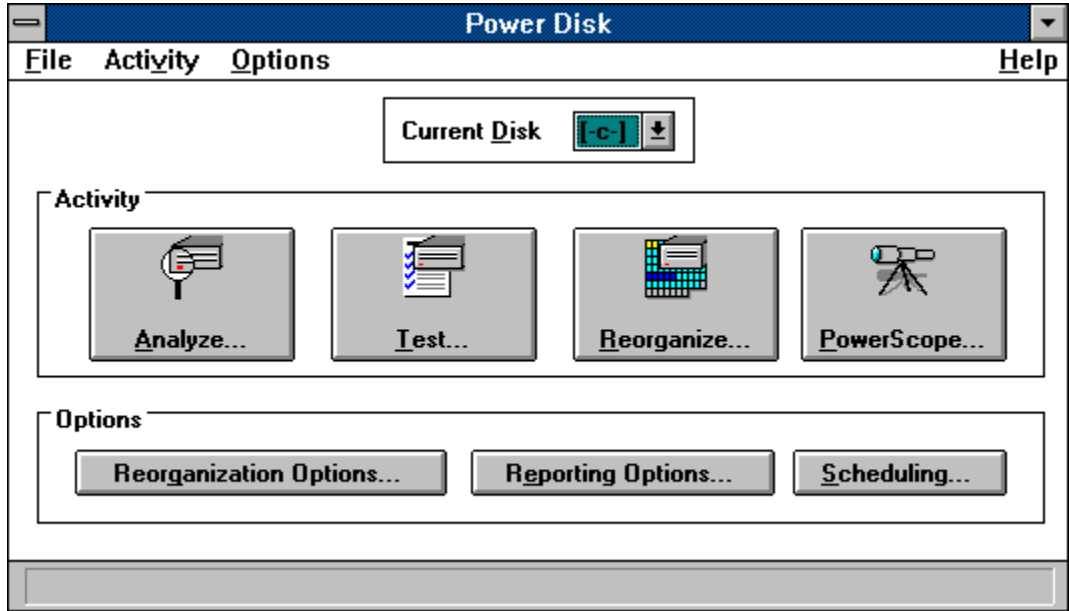 Power Disk
File Activity Options Help
Current Disk [-c-]
Activity
Analyze... Test... Reorganize... PowerScope...
Options
Reorganization Options... Reporting Options... Scheduling...